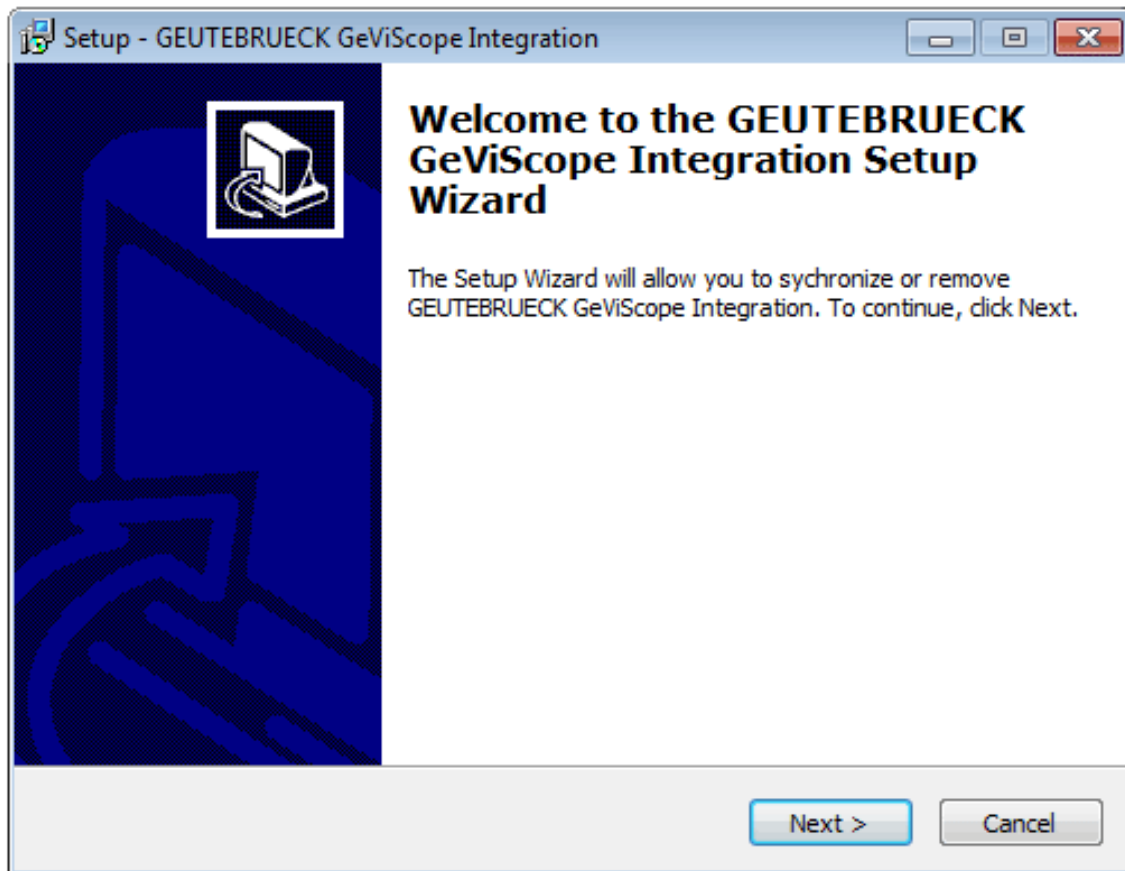 Setup - GEUTEBRUECK GeViScope Integration
Welcome to the GEUTEBRUECK
GeViScope Integration Setup
Wizard
The Setup Wizard will allow you to sychronize or remove
GEUTEBRUECK GeViScope Integration. To continue, click Next.
Next >
Cancel